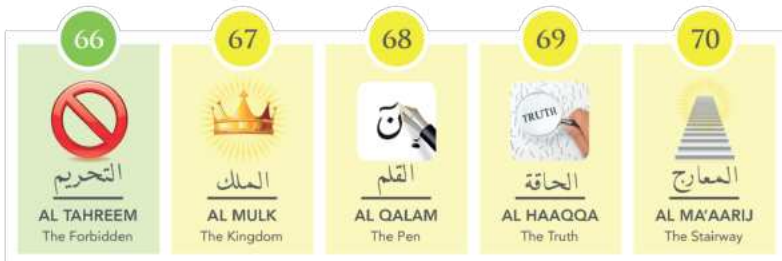 66
67
68
69
70
ن
TRUTH
التحريم
الملك
القلم
الحاقة
المعارج
AL TAHREEM
AL MULK
AL QALAM
AL HAAQQA
AL MA'AARIJ
The Forbidden
The Kingdom
The Pen
The Truth
The Stairway